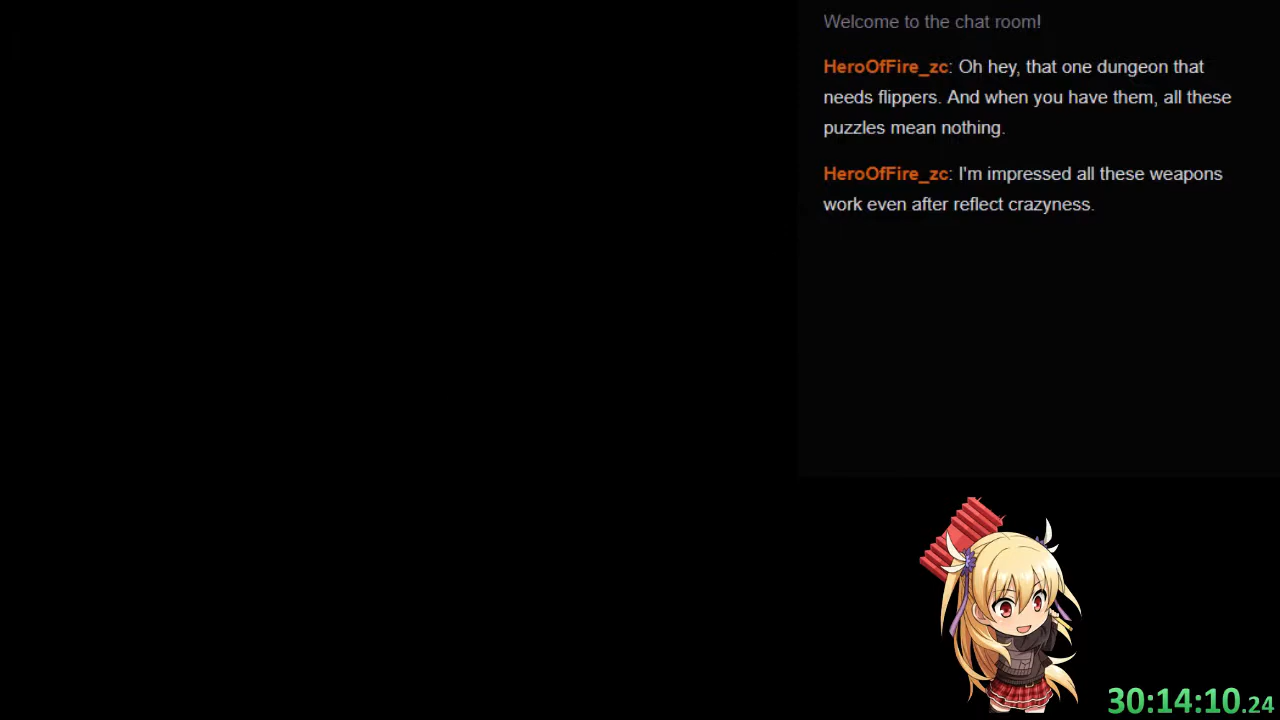 Welcome to the chat room!
HeroOfFire_zc: Oh hey, that one dungeon that
needs flippers. And when you have them, all these
puzzles mean nothing.
HeroOfFire_zc: I'm impressed all these weapons
work even after reflect crazyness.
30:14:10.24